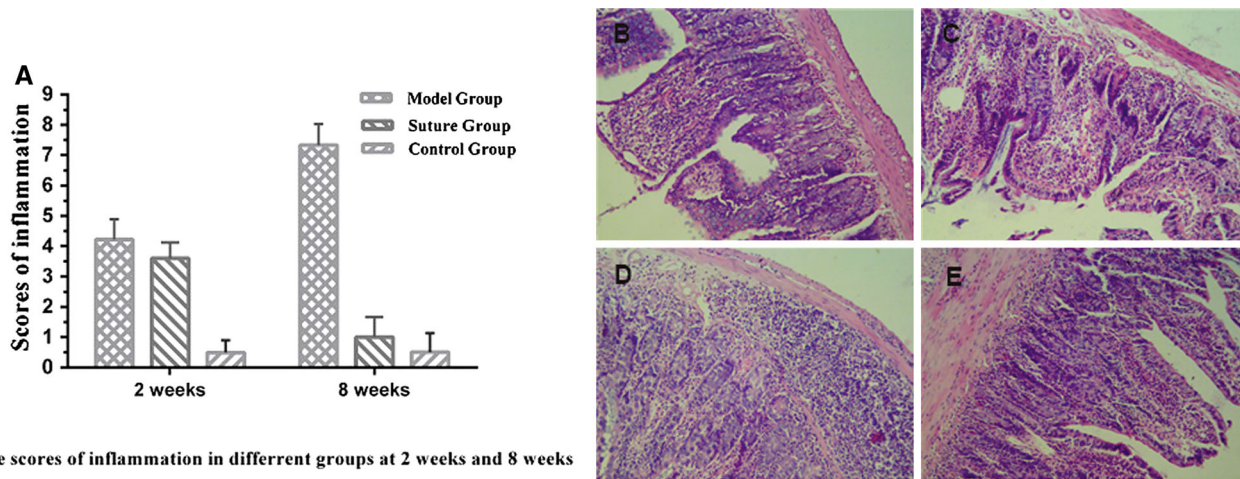 A
9
8
7
6
5
4
3
2
1
0
Scores of inflammation
Model Group
Suture Group
Control Group
2 weeks
8 weeks
e scores of inflammation in differrent groups at 2 weeks and 8 weeks
B
C
D
E